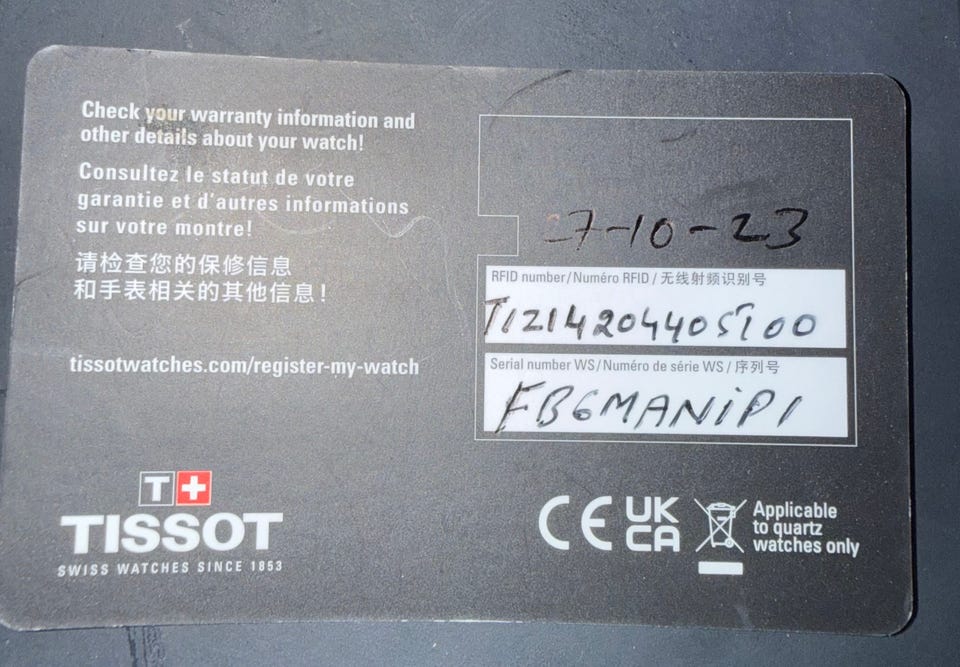 Check your warranty information and
other details about your watch!
Consultez le statut de votre
garantie et d'autres informations
sur votre montre!
请检查您的保修信息
和手表相关的其他信息!
tissotwatches.com/register-my-watch
T+
TISSOT
SWISS WATCHES SINCE 1853
27-10-23
RFID number/Numéro RFID / 无线射频识别号
T1214204405100
Serial number WS/Numéro de série WS / 序列号
FB6MANiP1
CE UK CA
Applicable
to quartz
watches only